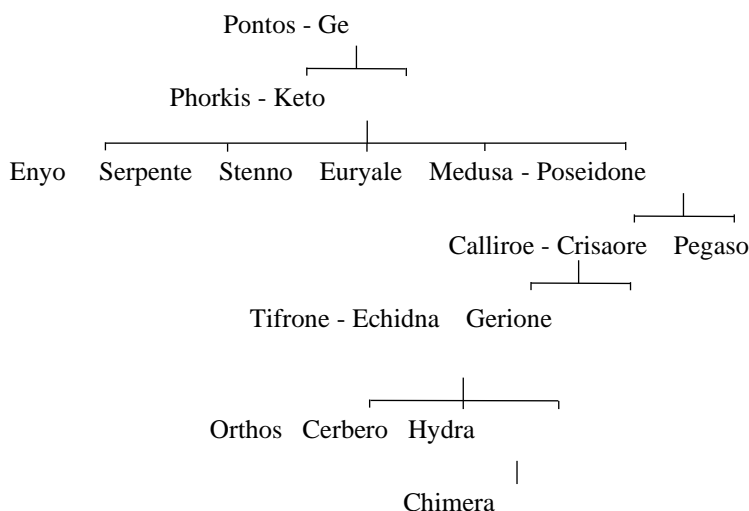 Pontos - Ge
Phorkis - Keto
Enyo Serpente Stenno Euryale Medusa - Poseidone
Calliroe - Crisaore Pegaso
Tifrone - Echidna Gerione
Orthos Cerbero Hydra
Chimera